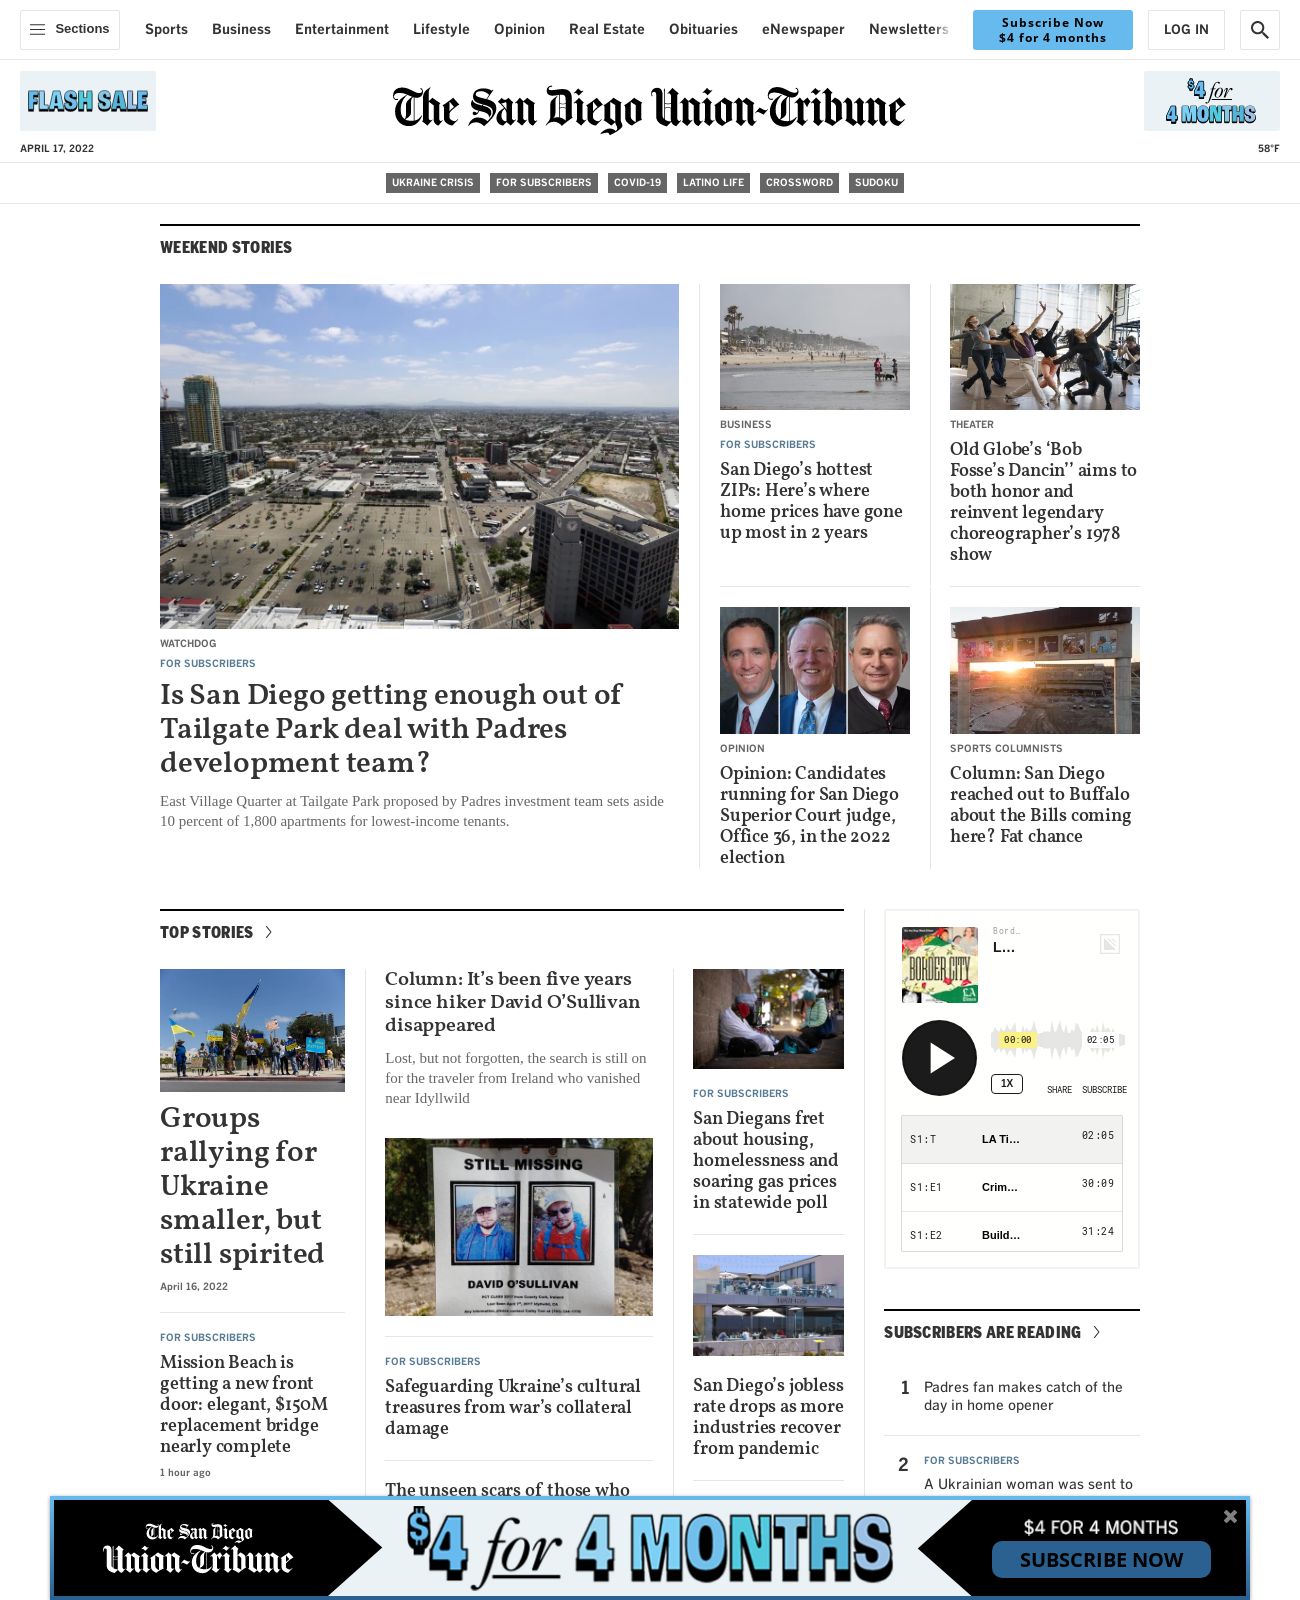 Sections
Sports
Business
Entertainment
Lifestyle
Opinion
Real Estate
Obituaries
eNewspaper
Newsletters
Subscribe Now
$4 for 4 months
LOG IN
FLASH SALE
The San Diego Union-Tribune
$4 for
4 MONTHS
APRIL 17, 2022
58°F
UKRAINE CRISIS
FOR SUBSCRIBERS
COVID-19
LATINO LIFE
CROSSWORD
SUDOKU
WEEKEND STORIES
WATCHDOG
FOR SUBSCRIBERS
Is San Diego getting enough out of
Tailgate Park deal with Padres
development team?
East Village Quarter at Tailgate Park proposed by Padres investment team sets aside
10 percent of 1,800 apartments for lowest-income tenants.
BUSINESS
FOR SUBSCRIBERS
San Diego’s hottest
ZIPs: Here’s where
home prices have gone
up most in 2 years
THEATER
Old Globe’s ‘Bob
Fosse’s Dancin’’ aims to
both honor and
reinvent legendary
choreographer’s 1978
show
OPINION
Opinion: Candidates
running for San Diego
Superior Court judge,
Office 36, in the 2022
election
SPORTS COLUMNISTS
Column: San Diego
reached out to Buffalo
about the Bills coming
here? Fat chance
TOP STORIES
Groups
rallying for
Ukraine
smaller, but
still spirited
April 16, 2022
FOR SUBSCRIBERS
Mission Beach is
getting a new front
door: elegant, $150M
replacement bridge
nearly complete
1 hour ago
Column: It’s been five years
since hiker David O’Sullivan
disappeared
Lost, but not forgotten, the search is still on
for the traveler from Ireland who vanished
near Idyllwild
STILL MISSING
DAVID O'SULLIVAN
FOR SUBSCRIBERS
Safeguarding Ukraine’s cultural
treasures from war’s collateral
damage
The unseen scars of those who
FOR SUBSCRIBERS
San Diegans fret
about housing,
homelessness and
soaring gas prices
in statewide poll
San Diego’s jobless
rate drops as more
industries recover
from pandemic
BORDER CITY
Bord…
L…
00:00
02:05
1X
SHARE
SUBSCRIBE
S1:T
LA Ti…
02:05
S1:E1
Crim…
30:09
S1:E2
Build…
31:24
SUBSCRIBERS ARE READING
1
Padres fan makes catch of the
day in home opener
2
FOR SUBSCRIBERS
A Ukrainian woman was sent to
The San Diego
Union-Tribune
$4 for 4 MONTHS
$4 FOR 4 MONTHS
SUBSCRIBE NOW